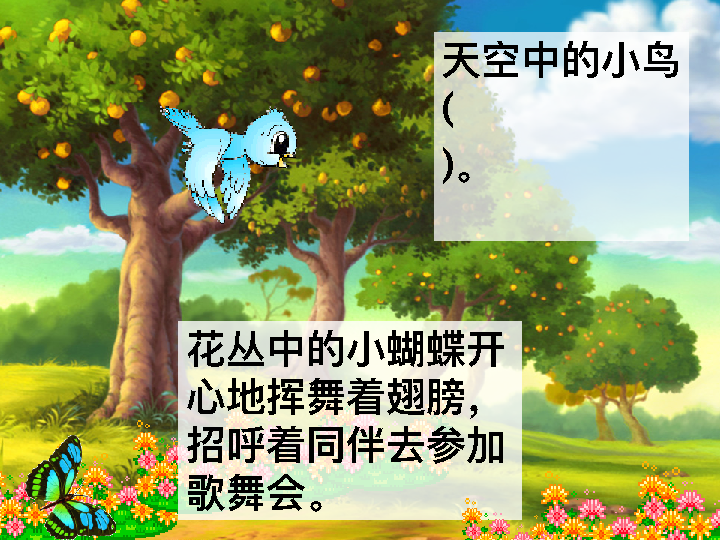 天空中的小鸟
(
)。
花丛中的小蝴蝶开
心地挥舞着翅膀，
招呼着同伴去参加
歌舞会。